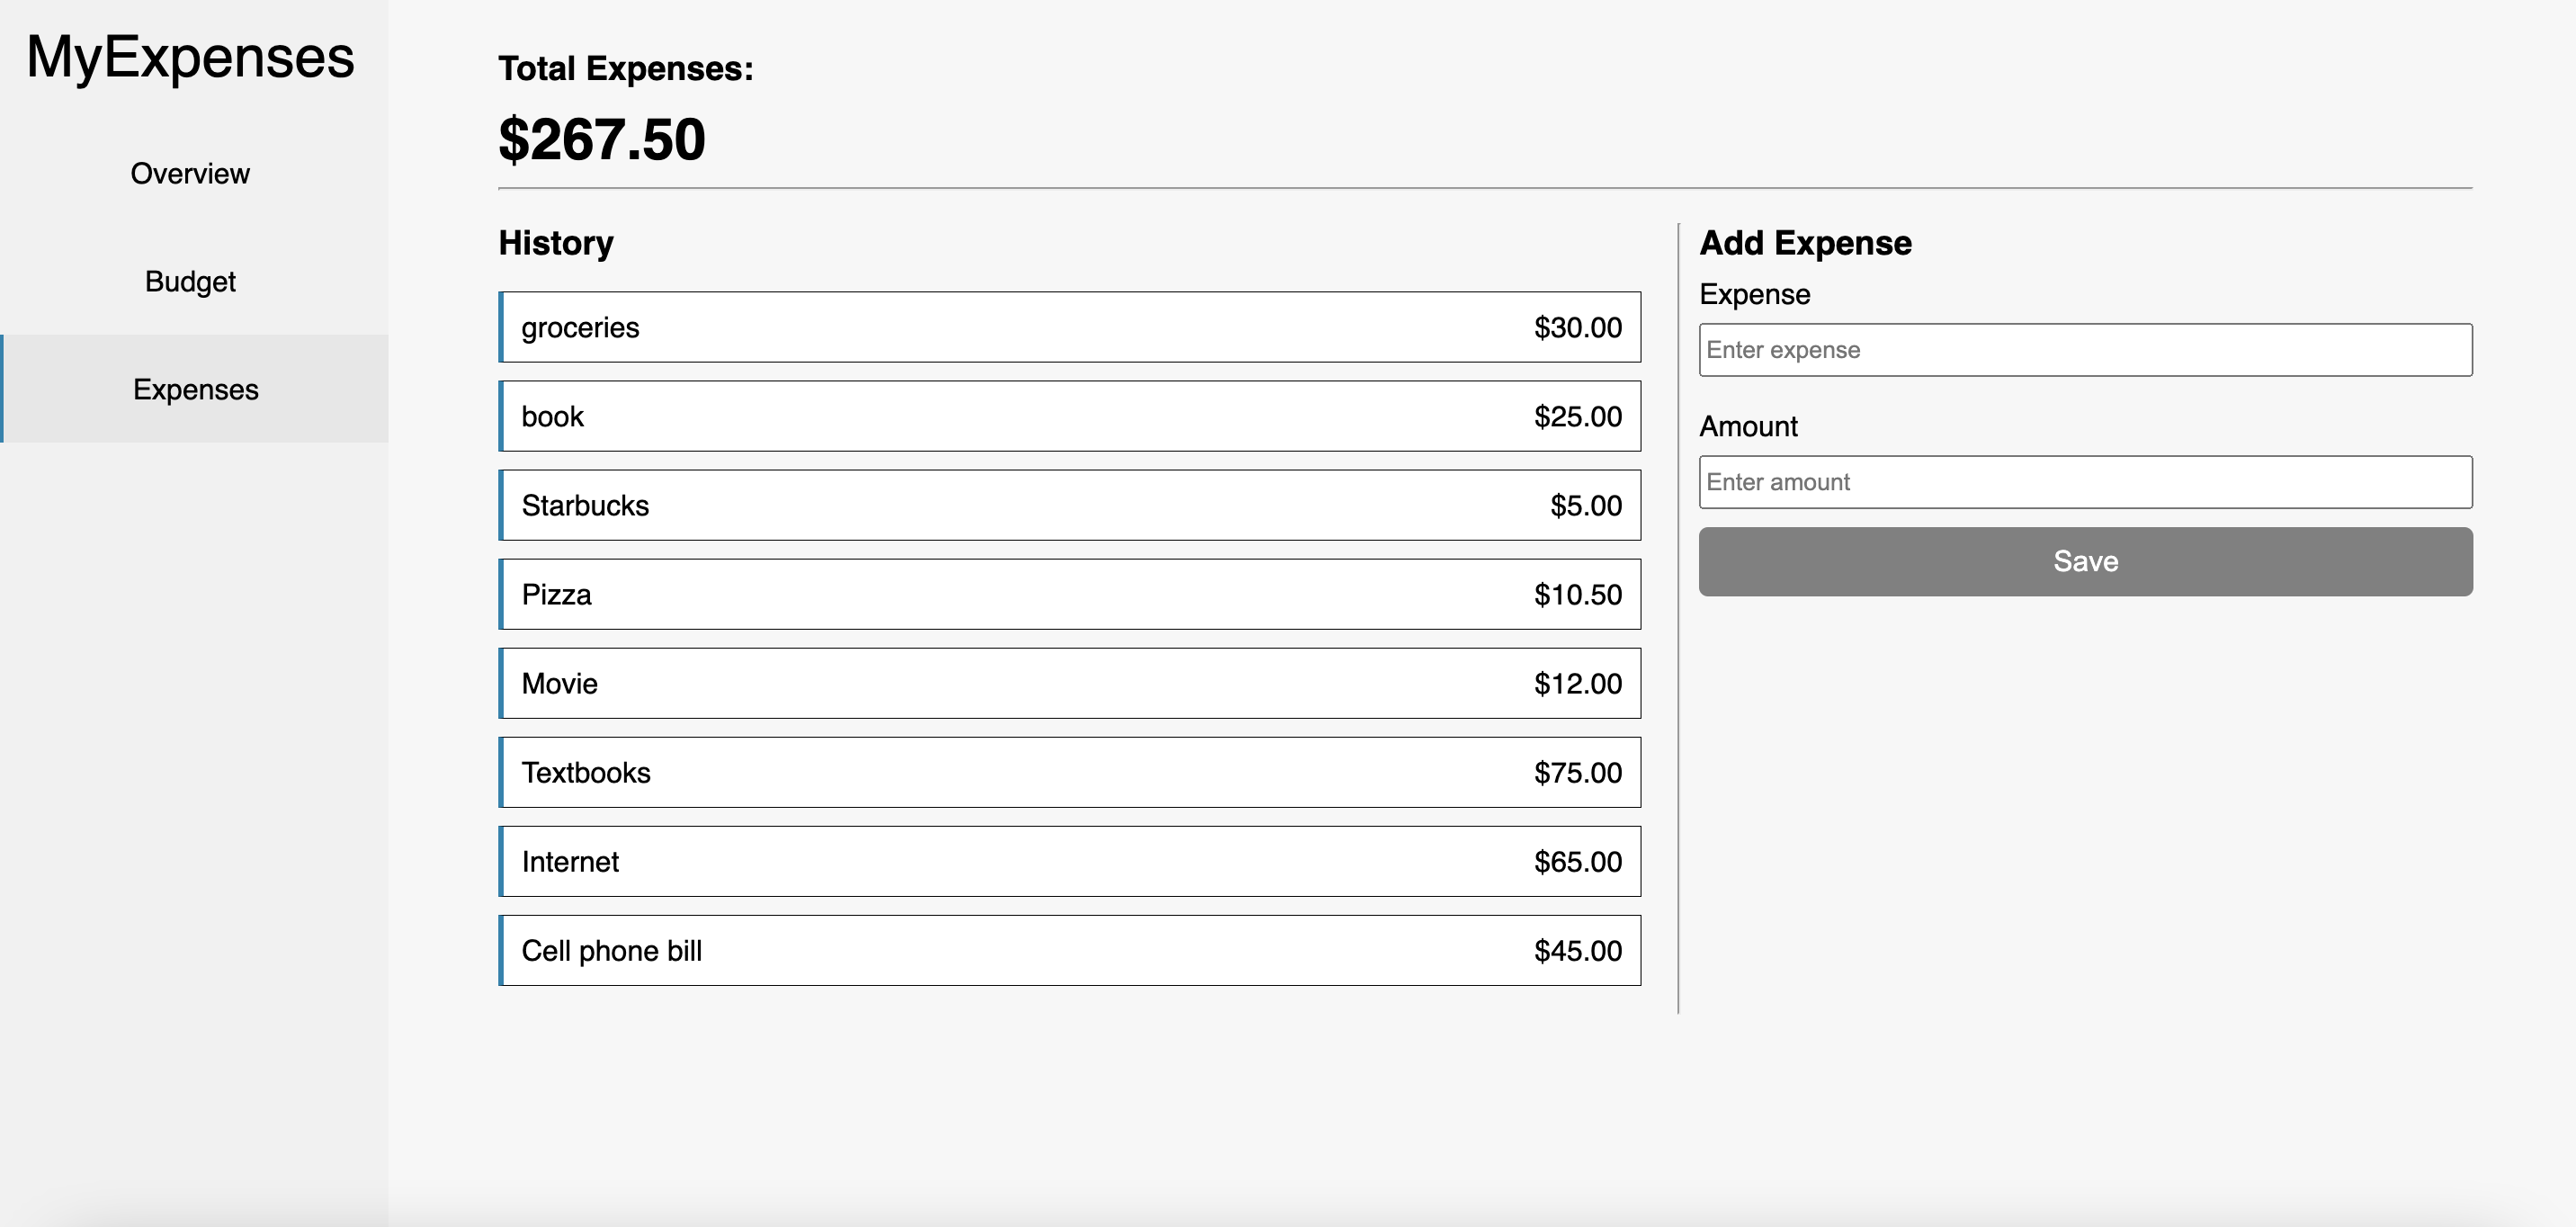 MyExpenses
Overview
Budget
Expenses
Total Expenses:
$267.50
History
groceries $30.00
book $25.00
Starbucks $5.00
Pizza $10.50
Movie $12.00
Textbooks $75.00
Internet $65.00
Cell phone bill $45.00
Add Expense
Expense
Enter expense
Amount
Enter amount
Save